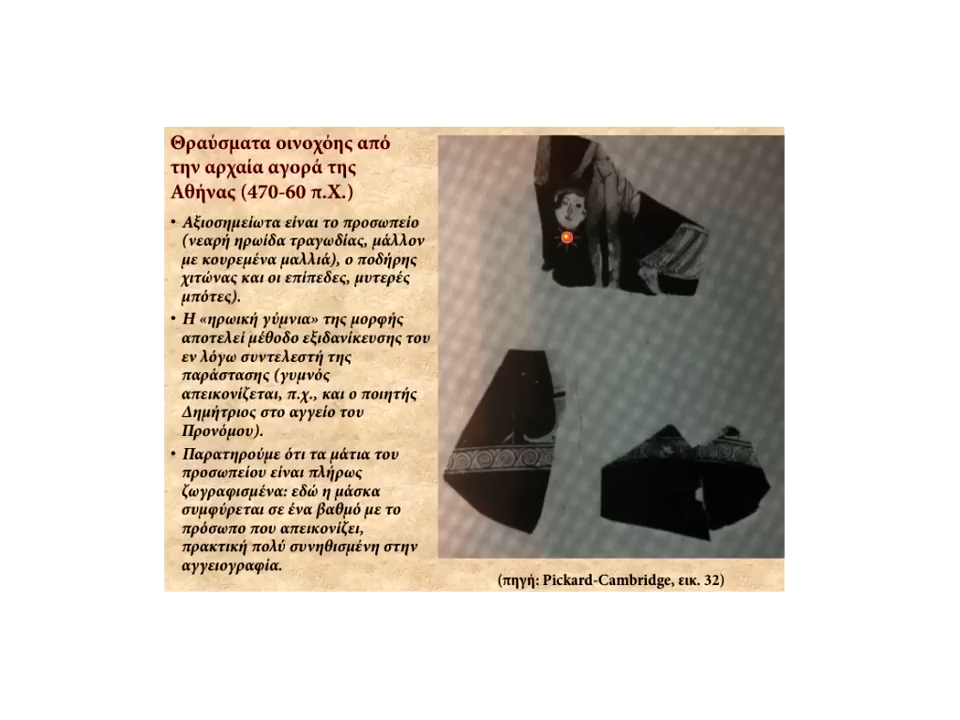 Θραύσματα οινοχόης από
την αρχαία αγορά της
Αθήνας (470-60 π.Χ.)
• Αξιοσημείωτα είναι το προσωπείο
(νεαρή ηρωίδα τραγωδίας, μάλλον
με κουρεμένα μαλλιά), ο ποδήρης
χιτώνας και οι επίπεδες, μυτερές
μπότες).
• Η «ηρωική γύμνια» της μορφής
αποτελεί μέθοδο εξιδανίκευσης του
εν λόγω συντελεστή της
παράστασης (γυμνός
απεικονίζεται, π.χ., και ο ποιητής
Δημήτριος στο αγγείο του
Προνόμου).
• Παρατηρούμε ότι τα μάτια του
προσωπείου είναι πλήρως
ζωγραφισμένα: εδώ η μάσκα
συμφύρεται σε ένα βαθμό με το
πρόσωπο που απεικονίζει,
πρακτική πολύ συνηθισμένη στην
αγγειογραφία.
(πηγή: Pickard-Cambridge, εικ. 32)